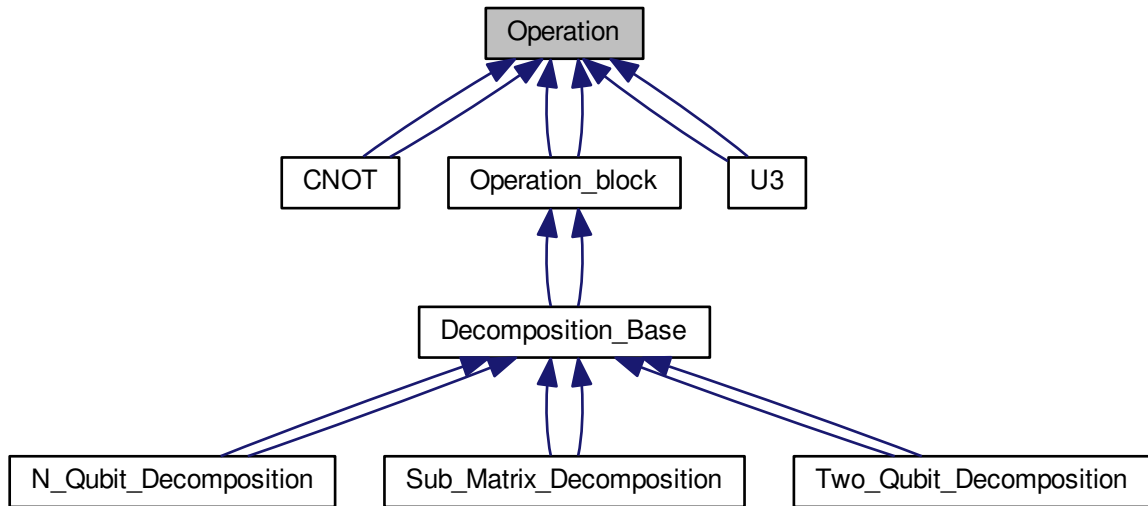 Operation
CNOT
Operation_block
U3
Decomposition_Base
N_Qubit_Decomposition
Sub_Matrix_Decomposition
Two_Qubit_Decomposition